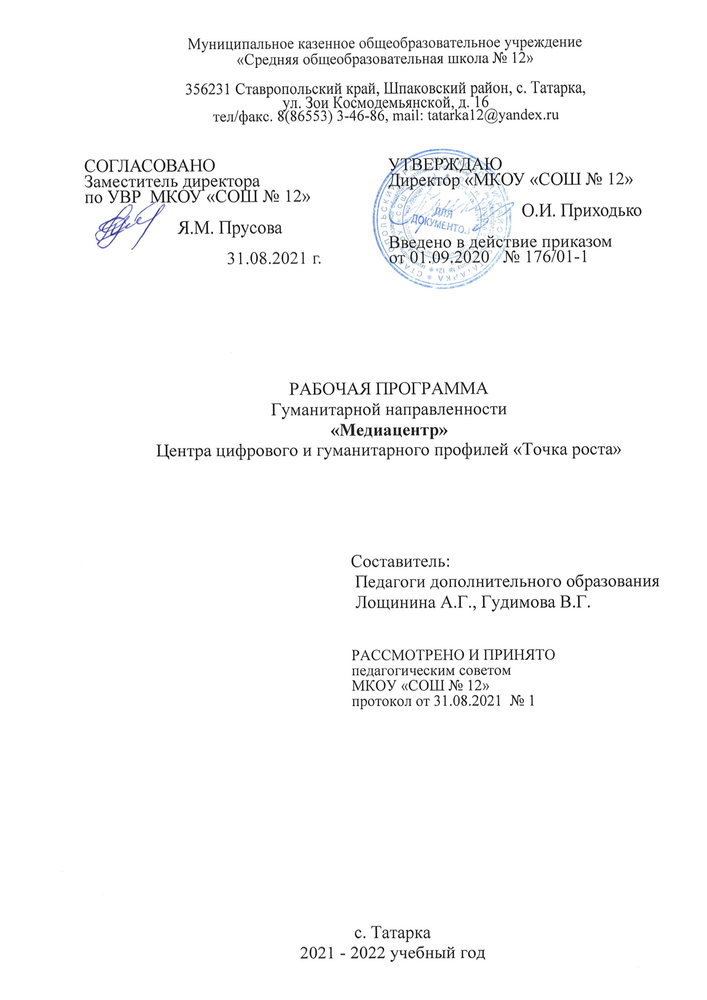 Муниципальное казенное общеобразовательное учреждение
«Средняя общеобразовательная школа № 12»
356231 Ставропольский край, Шпаковский район, с. Татарка,
ул. Зои Космодемьянской, д. 16
тел/факс. 8(86553) 3-46-86, mail: tatarka12@yandex.ru
СОГЛАСОВАНО
Заместитель директора
по УВР МКОУ «СОШ № 12»
Я.М. Прусова
31.08.2021 г.
УТВЕРЖДАЮ
Директор «МКОУ «СОШ № 12»
О.И. Приходько
Введено в действие приказом
от 01.09.2020 № 176/01-1
ДЛЯ
ДОКУМЕНТОВ
РАБОЧАЯ ПРОГРАММА
Гуманитарной направленности
«Медиацентр»
Центра цифрового и гуманитарного профилей «Точка роста»
Составитель:
Педагоги дополнительного образования
Лощинина А.Г., Гудимова В.Г.
РАССМОТРЕНО И ПРИНЯТО
педагогическим советом
МКОУ «СОШ № 12»
протокол от 31.08.2021 № 1
с. Татарка
2021 - 2022 учебный год